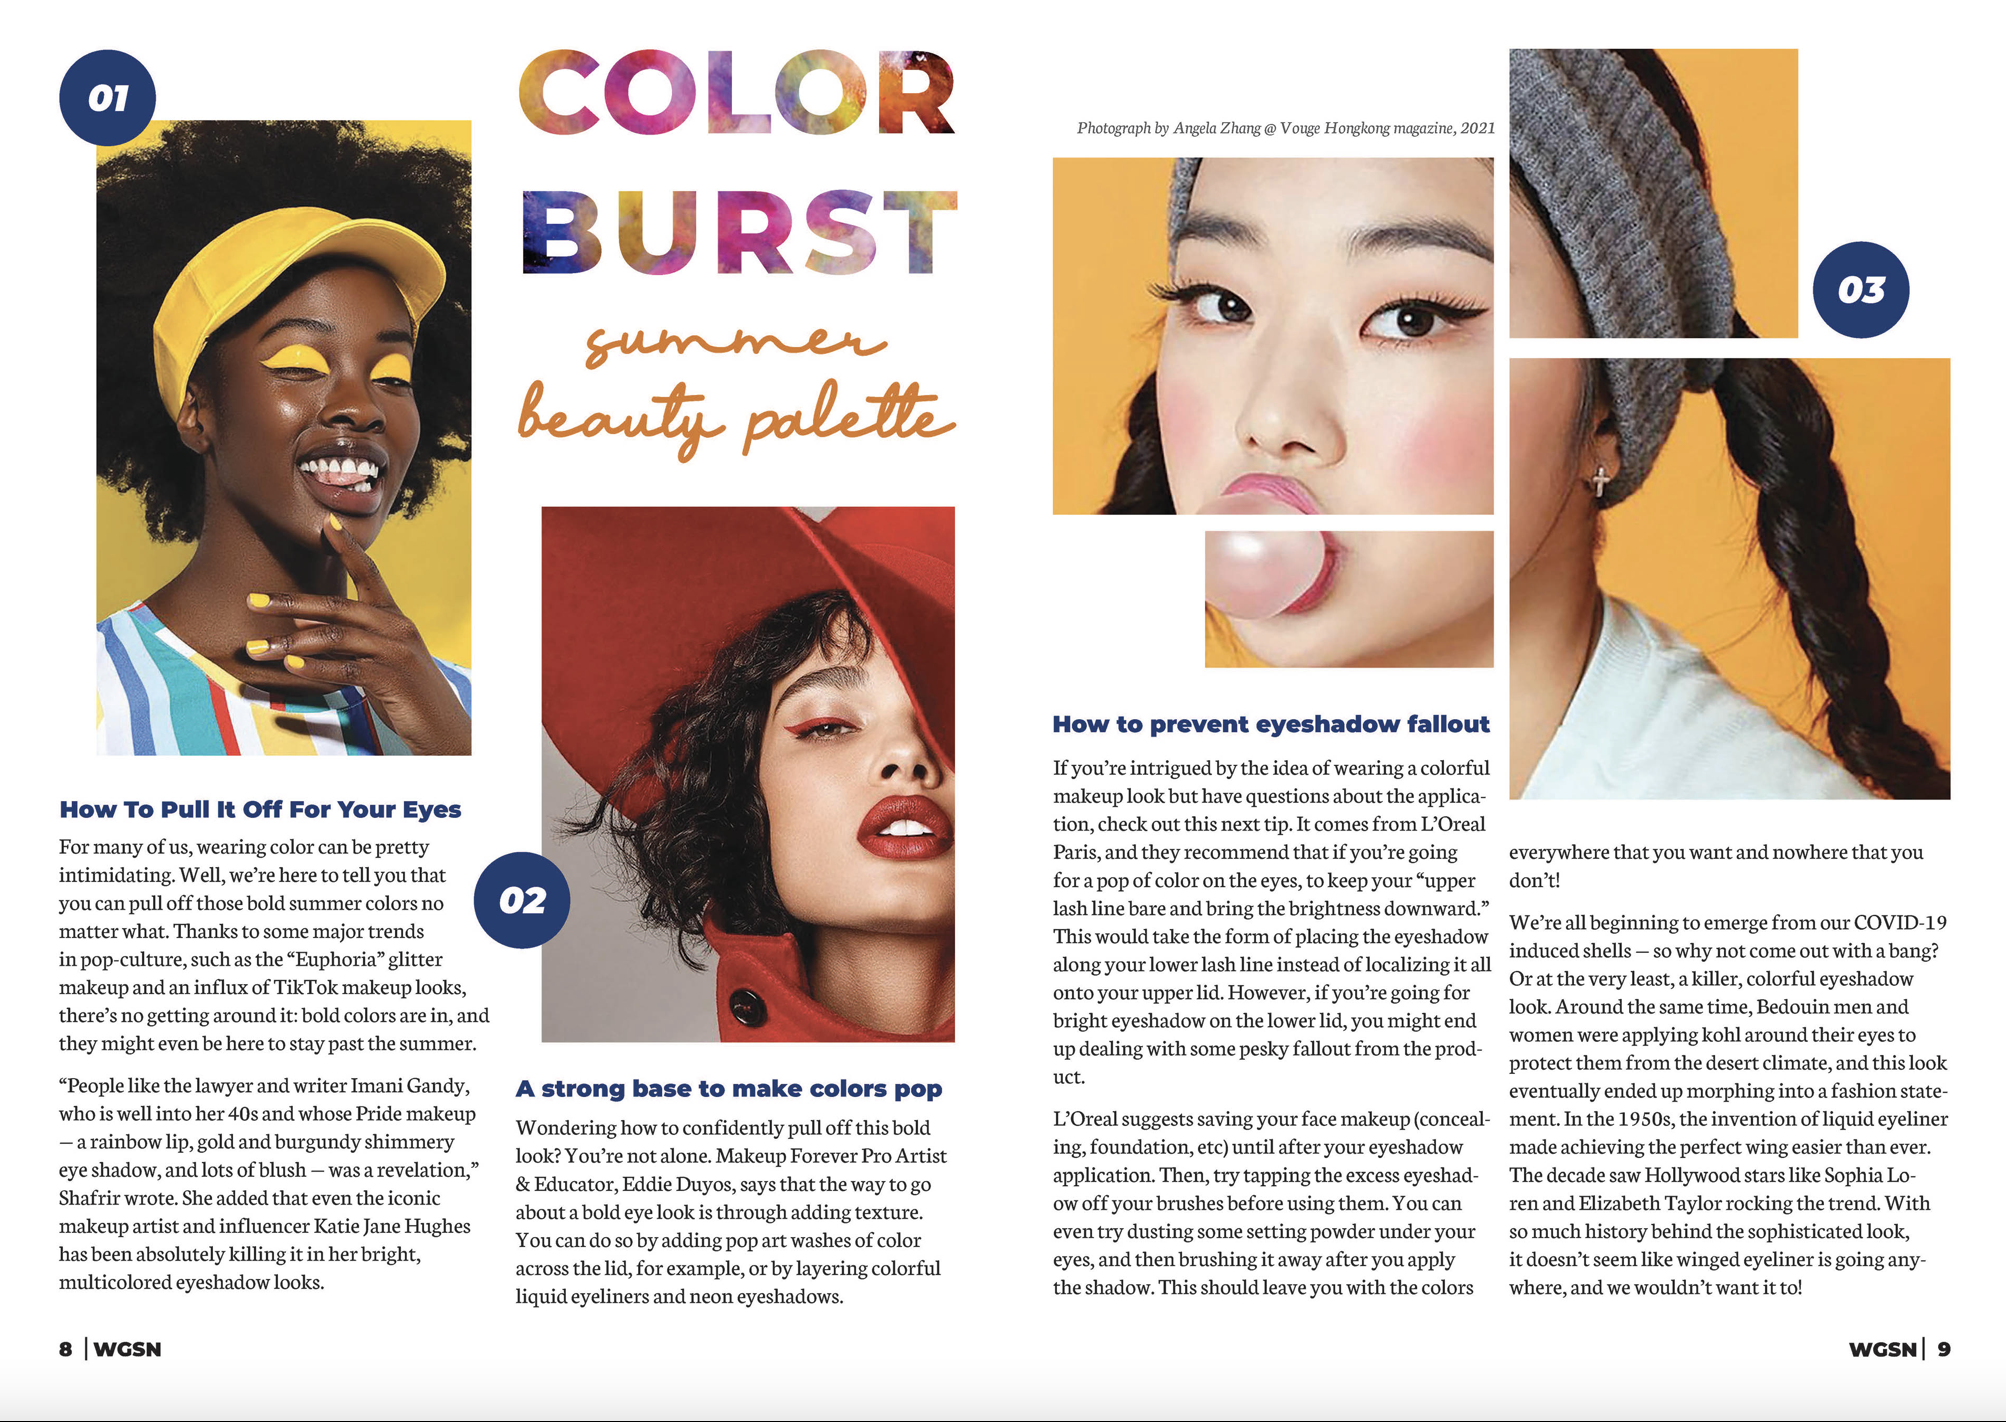 01
COLOR
BURST
summer
beauty palette
How To Pull It Off For Your Eyes
For many of us, wearing color can be pretty
intimidating. Well, we're here to tell you that
you can pull off those bold summer colors no
matter what. Thanks to some major trends
in pop-culture, such as the “Euphoria” glitter
makeup and an influx of TikTok makeup looks,
there's no getting around it: bold colors are in, and
they might even be here to stay past the summer.
“People like the lawyer and writer Imani Gandy,
who is well into her 40s and whose Pride makeup
— a rainbow lip, gold and burgundy shimmery
eye shadow, and lots of blush — was a revelation,”
Shafrir wrote. She added that even the iconic
makeup artist and influencer Katie Jane Hughes
has been absolutely killing it in her bright,
multicolored eyeshadow looks.
02
A strong base to make colors pop
Wondering how to confidently pull off this bold
look? You're not alone. Makeup Forever Pro Artist
& Educator, Eddie Duyos, says that the way to go
about a bold eye look is through adding texture.
You can do so by adding pop art washes of color
across the lid, for example, or by layering colorful
liquid eyeliners and neon eyeshadows.
8 | WGSN
Photograph by Angela Zhang @ Vouge Hongkong magazine, 2021
03
How to prevent eyeshadow fallout
If you're intrigued by the idea of wearing a colorful
makeup look but have questions about the applica-
tion, check out this next tip. It comes from L'Oreal
Paris, and they recommend that if you're going
for a pop of color on the eyes, to keep your “upper
lash line bare and bring the brightness downward.”
This would take the form of placing the eyeshadow
along your lower lash line instead of localizing it all
onto your upper lid. However, if you're going for
bright eyeshadow on the lower lid, you might end
up dealing with some pesky fallout from the prod-
uct.
L'Oreal suggests saving your face makeup (conceal-
ing, foundation, etc) until after your eyeshadow
application. Then, try tapping the excess eyeshad-
ow off your brushes before using them. You can
even try dusting some setting powder under your
eyes, and then brushing it away after you apply
the shadow. This should leave you with the colors
everywhere that you want and nowhere that you
don't!
We're all beginning to emerge from our COVID-19
induced shells — so why not come out with a bang?
Or at the very least, a killer, colorful eyeshadow
look. Around the same time, Bedouin men and
women were applying kohl around their eyes to
protect them from the desert climate, and this look
eventually ended up morphing into a fashion state-
ment. In the 1950s, the invention of liquid eyeliner
made achieving the perfect wing easier than ever.
The decade saw Hollywood stars like Sophia Lo-
ren and Elizabeth Taylor rocking the trend. With
so much history behind the sophisticated look,
it doesn't seem like winged eyeliner is going any-
where, and we wouldn't want it to!
WGSN | 9